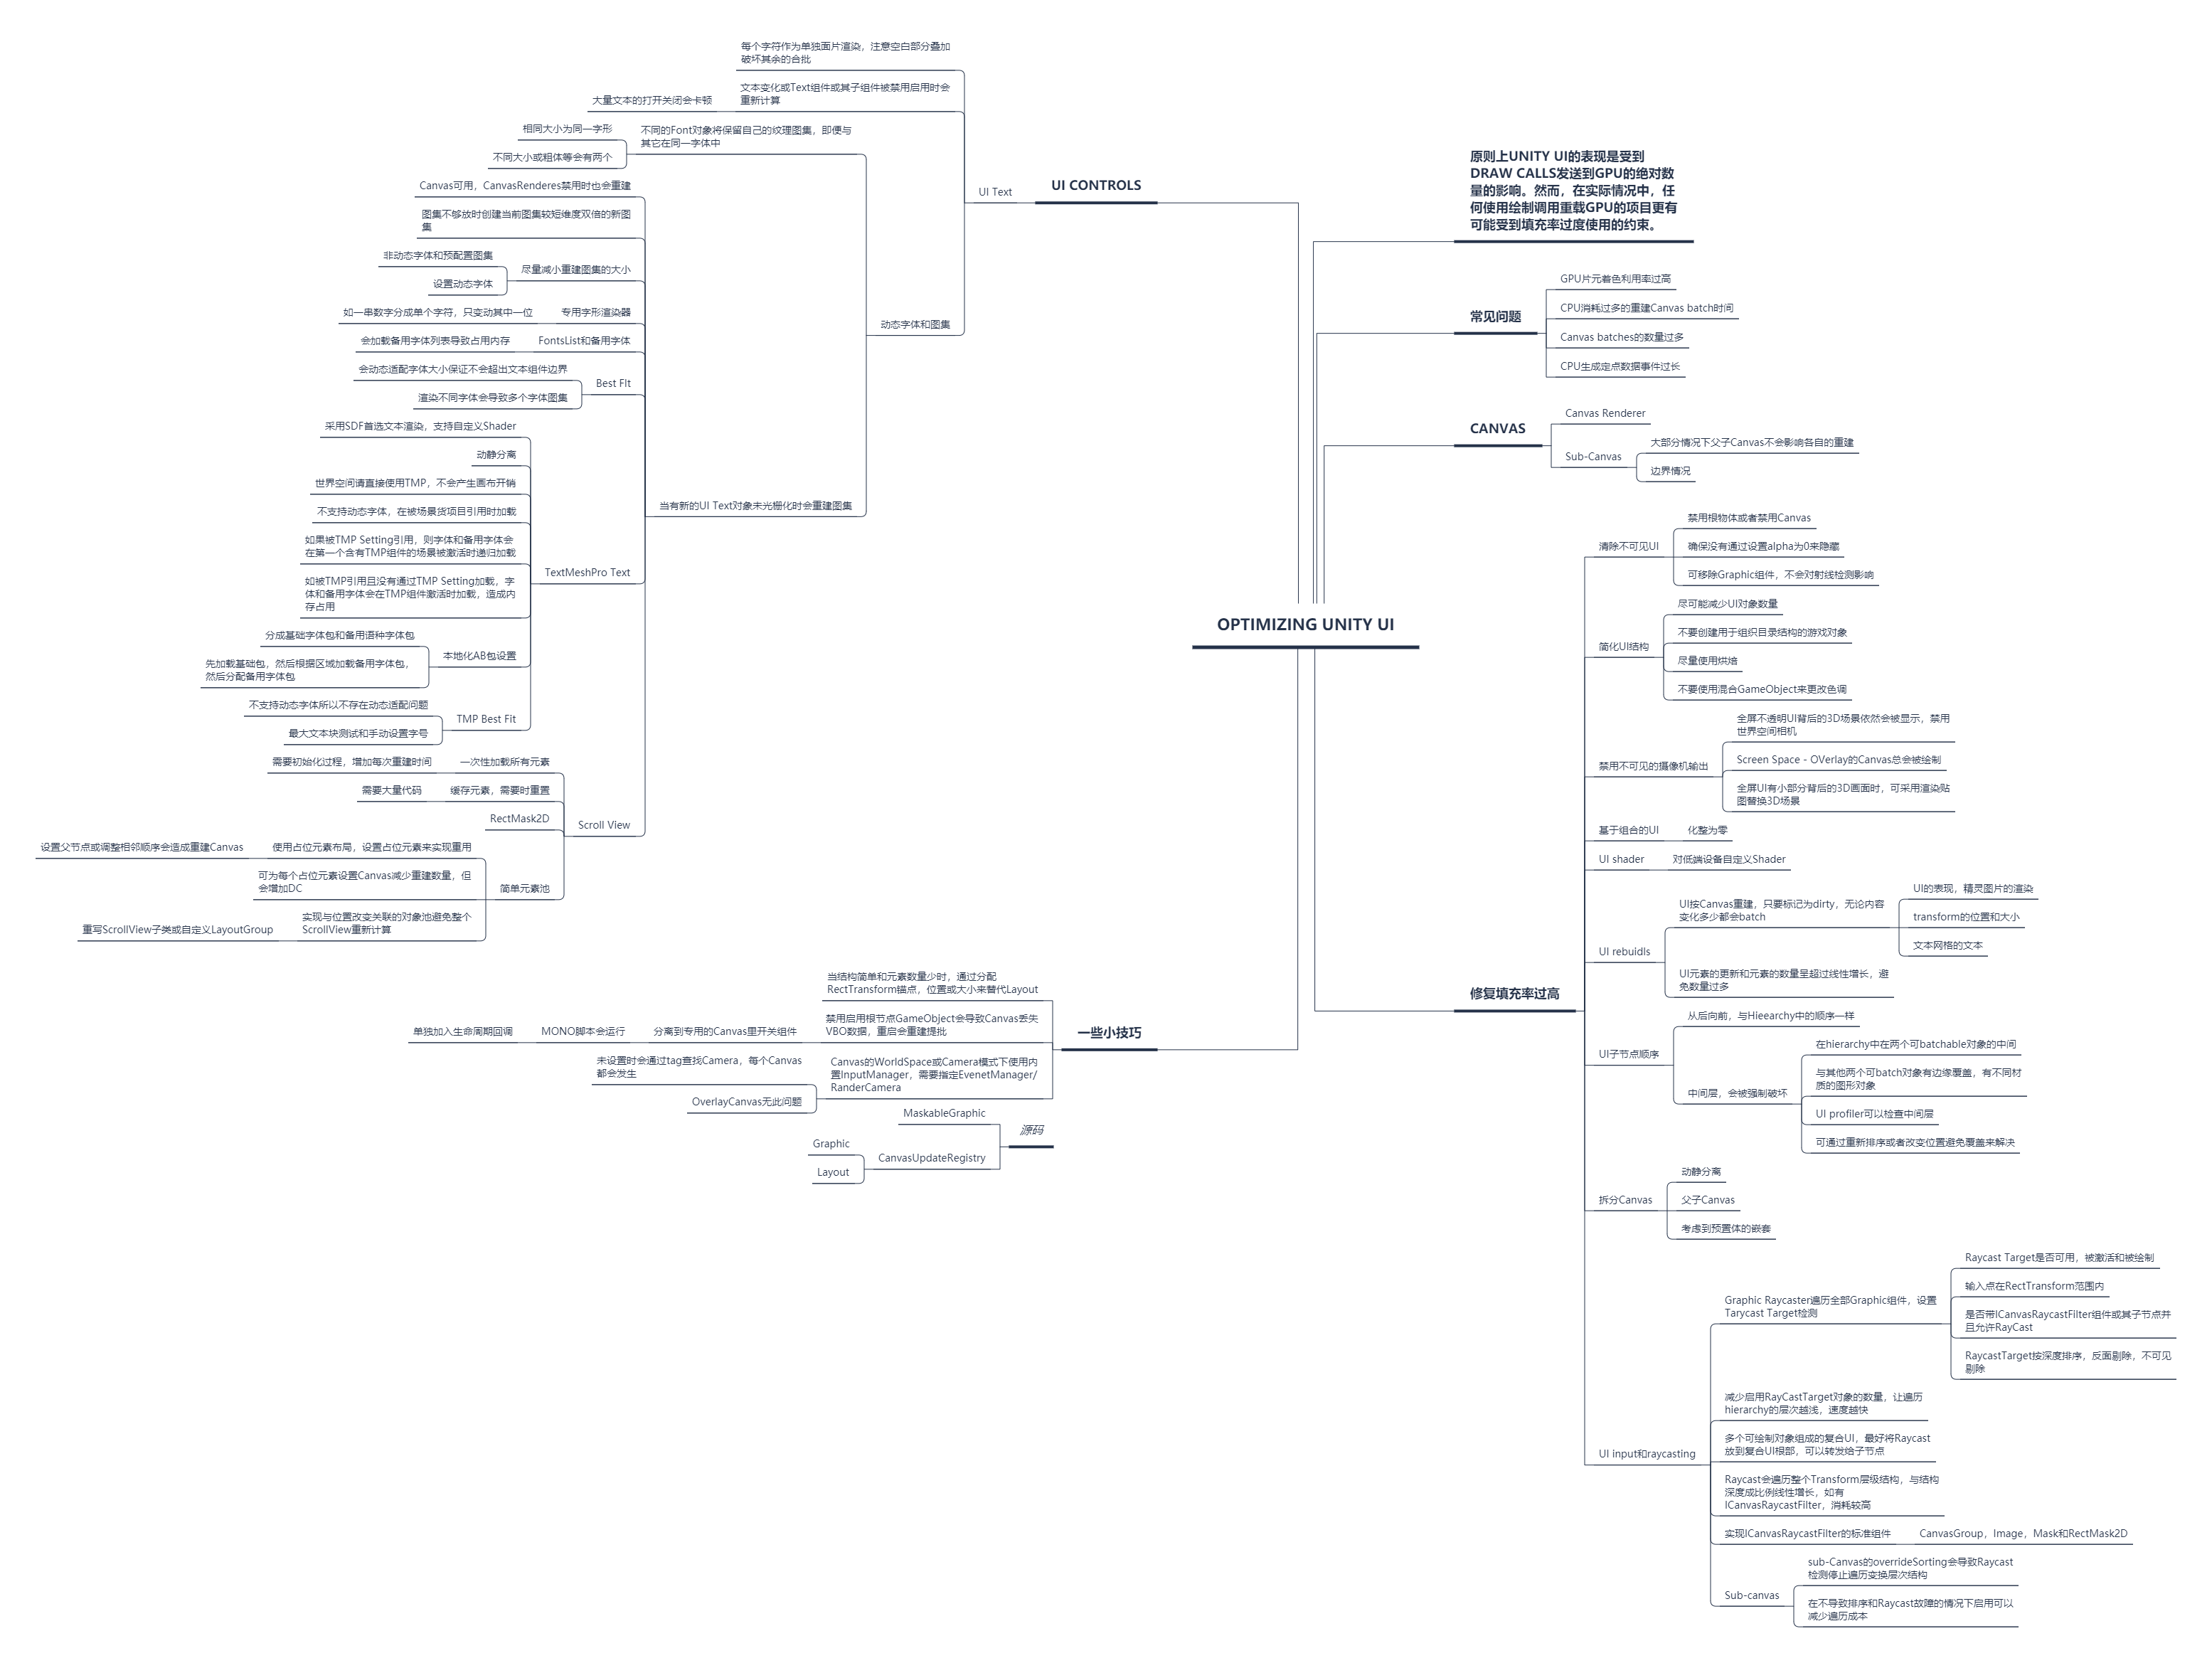 OPTIMIZING UNITY UI
原则上UNITY UI的表现是受到
DRAW CALLS发送到GPU的绝对数
量的影响。然而，在实际情况中，任
何使用绘制调用重载GPU的项目更有
可能受到填充率过度使用的约束。
常见问题
GPU片元着色利用率过高
CPU消耗过多的重建Canvas batch时间
Canvas batches的数量过多
CPU生成定点数据事件过长
CANVAS
Canvas Renderer
Sub-Canvas
大部分情况下父子Canvas不会影响各自的重建
边界情况
修复填充率过高
清除不可见UI
禁用根物体或者禁用Canvas
确保没有通过设置alpha为0来隐藏
可移除Graphic组件，不会对射线检测影响
简化UI结构
尽可能减少UI对象数量
不要创建用于组织目录结构的游戏对象
尽量使用烘焙
不要使用混合GameObject来更改色调
禁用不可见的摄像机输出
全屏不透明UI背后的3D场景依然会被显示，禁用
世界空间相机
Screen Space - OVerlay的Canvas总会被绘制
全屏UI有小部分背后的3D画面时，可采用渲染贴
图替换3D场景
基于组合的UI
化整为零
UI shader
对低端设备自定义Shader
UI rebuidls
UI按Canvas重建，只要标记为dirty，无论内容
变化多少都会batch
UI的表现，精灵图片的渲染
transform的位置和大小
文本网格的文本
UI元素的更新和元素的数量呈超过线性增长，避
免数量过多
UI子节点顺序
从后向前，与Hieearchy中的顺序一样
中间层，会被强制破坏
在hierarchy中在两个可batchable对象的中间
与其他两个可batch对象有边缘覆盖，有不同材
质的图形对象
UI profiler可以检查中间层
可通过重新排序或者改变位置避免覆盖来解决
拆分Canvas
动静分离
父子Canvas
考虑到预置体的嵌套
UI input和raycasting
Graphic Raycaster遍历全部Graphic组件，设置
Tarycast Target检测
Raycast Target是否可用，被激活和被绘制
输入点在RectTransform范围内
是否带ICanvasRaycastFilter组件或其子节点并
且允许RayCast
RaycastTarget按深度排序，反面剔除，不可见
剔除
减少启用RayCastTarget对象的数量，让遍历
hierarchy的层次越浅，速度越快
多个可绘制对象组成的复合UI，最好将Raycast
放到复合UI根部，可以转发给子节点
Raycast会遍历整个Transform层级结构，与结构
深度成比例线性增长，如有
ICanvasRaycastFilter，消耗较高
实现ICanvasRaycastFilter的标准组件
CanvasGroup，Image，Mask和RectMask2D
Sub-canvas
sub-Canvas的overrideSorting会导致Raycast
检测停止遍历变换层次结构
在不导致排序和Raycast故障的情况下启用可以
减少遍历成本
UI CONTROLS
UI Text
每个字符作为单独面片渲染，注意空白部分叠加
破坏其余的合批
文本变化或Text组件或其子组件被禁用启用时会
重新计算
大量文本的打开关闭会卡顿
动态字体和图集
不同的Font对象将保留自己的纹理图集，即便与
其它在同一字体中
相同大小为同一字形
不同大小或粗体等会有两个
当有新的UI Text对象未光栅化时会重建图集
Canvas可用，CanvasRenderes禁用时也会重建
图集不够放时创建当前图集较短维度双倍的新图
集
尽量减小重建图集的大小
非动态字体和预配置图集
设置动态字体
专用字形渲染器
如一串数字分成单个字符，只变动其中一位
FontsList和备用字体
会加载备用字体列表导致占用内存
Best FIt
会动态适配字体大小保证不会超出文本组件边界
渲染不同字体会导致多个字体图集
TextMeshPro Text
采用SDF首选文本渲染，支持自定义Shader
动静分离
世界空间请直接使用TMP，不会产生画布开销
不支持动态字体，在被场景货项目引用时加载
如果被TMP Setting引用，则字体和备用字体会
在第一个含有TMP组件的场景被激活时递归加载
如被TMP引用且没有通过TMP Setting加载，字
体和备用字体会在TMP组件激活时加载，造成内
存占用
本地化AB包设置
分成基础字体包和备用语种字体包
先加载基础包，然后根据区域加载备用字体包，
然后分配备用字体包
TMP Best Fit
不支持动态字体所以不存在动态适配问题
最大文本块测试和手动设置字号
Scroll View
一次性加载所有元素
需要初始化过程，增加每次重建时间
缓存元素，需要时重置
需要大量代码
RectMask2D
简单元素池
使用占位元素布局，设置占位元素来实现重用
设置父节点或调整相邻顺序会造成重建Canvas
可为每个占位元素设置Canvas减少重建数量，但
会增加DC
实现与位置改变关联的对象池避免整个
ScrollView重新计算
重写ScrollView子类或自定义LayoutGroup
一些小技巧
当结构简单和元素数量少时，通过分配
RectTransform锚点，位置或大小来替代Layout
禁用启用根节点GameObject会导致Canvas丢失
VBO数据，重启会重建提批
分离到专用的Canvas里开关组件
MONO脚本会运行
单独加入生命周期回调
Canvas的WorldSpace或Camera模式下使用内
置InputManager，需要指定EvenetManager/
RanderCamera
未设置时会通过tag查找Camera，每个Canvas
都会发生
OverlayCanvas无此问题
源码
MaskableGraphic
CanvasUpdateRegistry
Graphic
Layout